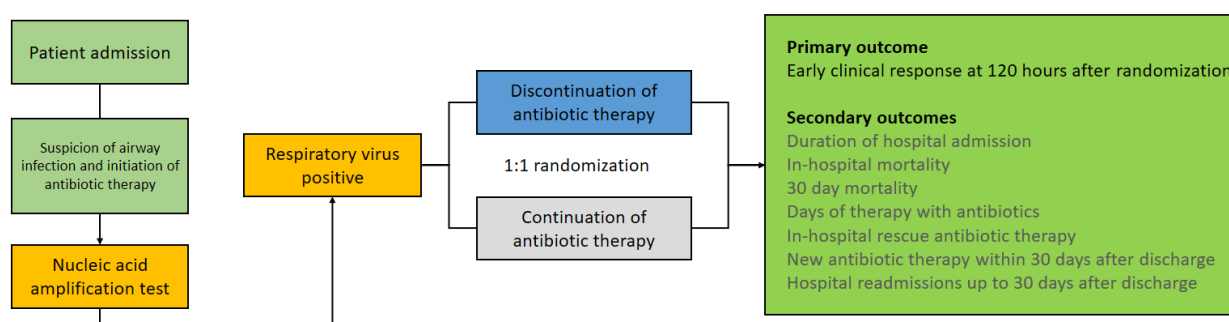 Patient admission
Suspicion of airway
infection and initiation of
antibiotic therapy
Nucleic acid
amplification test
Respiratory virus
positive
Discontinuation of
antibiotic therapy
1:1 randomization
Continuation of
antibiotic therapy
Primary outcome
Early clinical response at 120 hours after randomization
Secondary outcomes
Duration of hospital admission
In-hospital mortality
30 day mortality
Days of therapy with antibiotics
In-hospital rescue antibiotic therapy
New antibiotic therapy within 30 days after discharge
Hospital readmissions up to 30 days after discharge